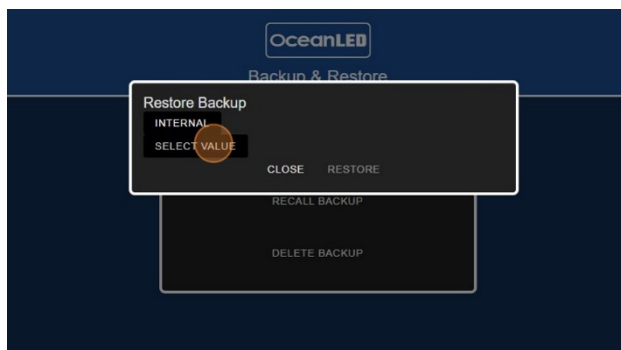 OceanLED
Backup & Restore
Restore Backup
INTERNAL
SELECT VALUE
CLOSE RESTORE
RECALL BACKUP
DELETE BACKUP